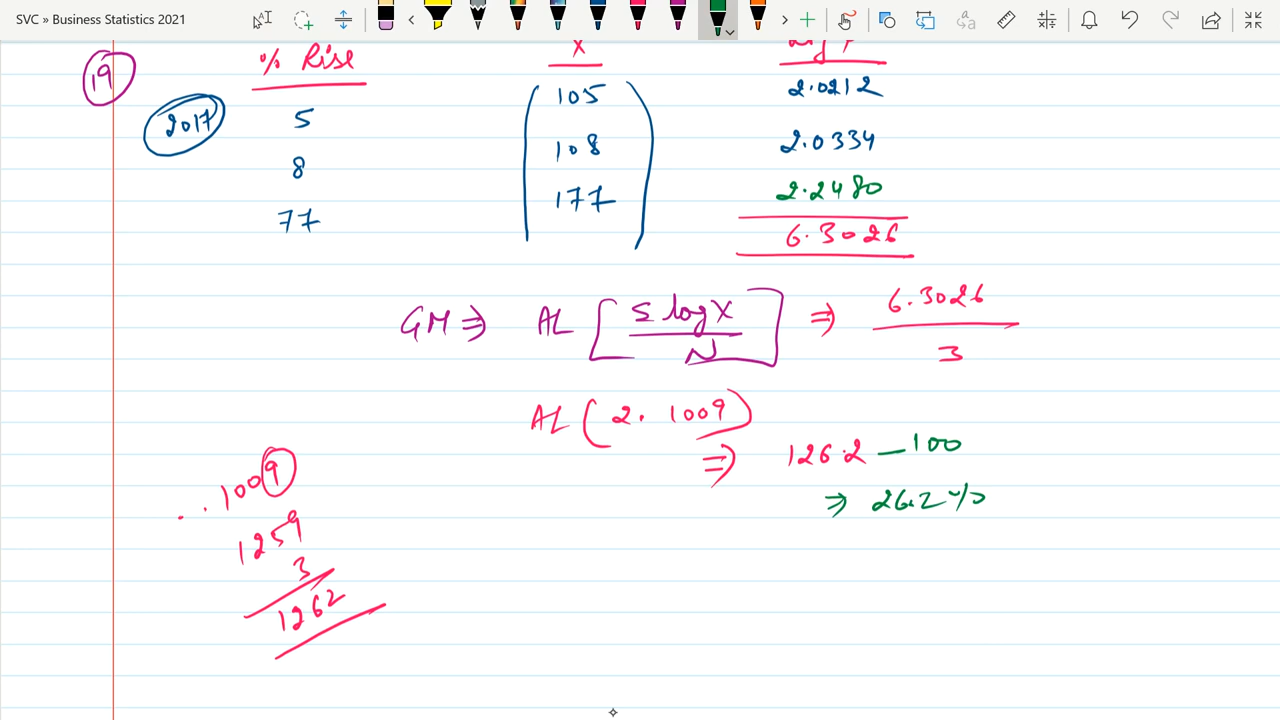 SVC » Business Statistics 2021
19
% Rise X
2017
5 105 2.0212
8 108 2.0334
77 177 2.2480
6.3026
GM ⇒ AL [ Σ log X / N ] ⇒ 6.3026 / 3
AL ( 2. 1009 )
⇒ 126.2 — 100
⇒ 26.2 %
. . 1009
1259
3
1262